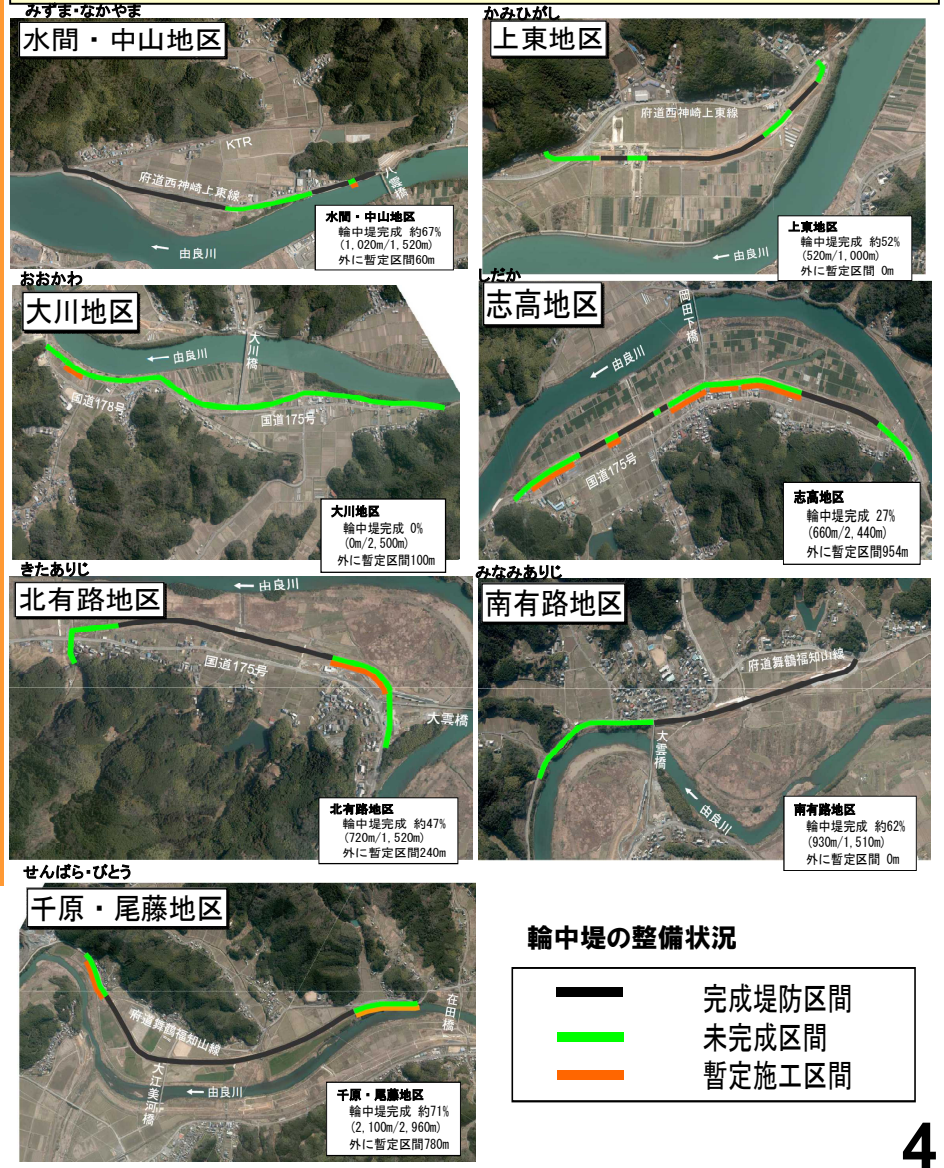 みずま・なかやま
水間・中山地区
KTR
府道西神崎上東線
八雲橋
← 由良川
水間・中山地区
輪中堤完成 約67%
(1,020m/1,520m)
外に暫定区間60m
かみひがし
上東地区
府道西神崎上東線
← 由良川
上東地区
輪中堤完成 約52%
(520m/1,000m)
外に暫定区間 0m
おおかわ
大川地区
← 由良川
大川橋
国道178号
国道175号
大川地区
輪中堤完成 0%
(0m/2,500m)
外に暫定区間100m
しだか
志高地区
岡田下橋
← 由良川
国道175号
志高地区
輪中堤完成 27%
(660m/2,440m)
外に暫定区間954m
きたありじ
北有路地区
← 由良川
国道175号
大雲橋
北有路地区
輪中堤完成 約47%
(720m/1,520m)
外に暫定区間240m
みなみありじ
南有路地区
府道舞鶴福知山線
大雲橋
← 由良川
南有路地区
輪中堤完成 約62%
(930m/1,510m)
外に暫定区間 0m
せんばら・びとう
千原・尾藤地区
府道舞鶴福知山線
在田橋
大江美河橋
← 由良川
千原・尾藤地区
輪中堤完成 約71%
(2,100m/2,960m)
外に暫定区間780m
輪中堤の整備状況
完成堤防区間
未完成区間
暫定施工区間
4